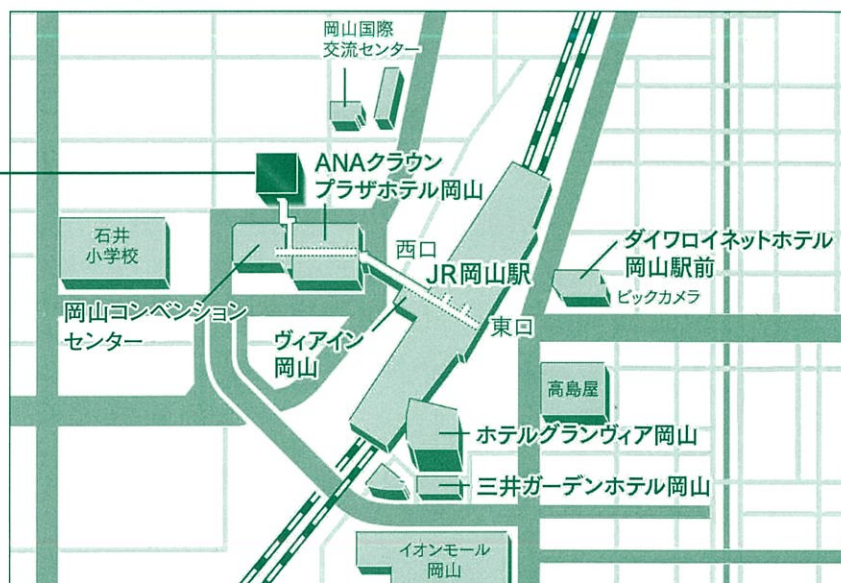 岡山国際
交流センター
ANAクラウン
プラザホテル岡山
石井
小学校
西口
JR岡山駅
ダイワロイネットホテル
岡山駅前
ビックカメラ
岡山コンベンション
センター
ヴィアイン
岡山
東口
高島屋
ホテルグランヴィア岡山
三井ガーデンホテル岡山
イオンモール
岡山